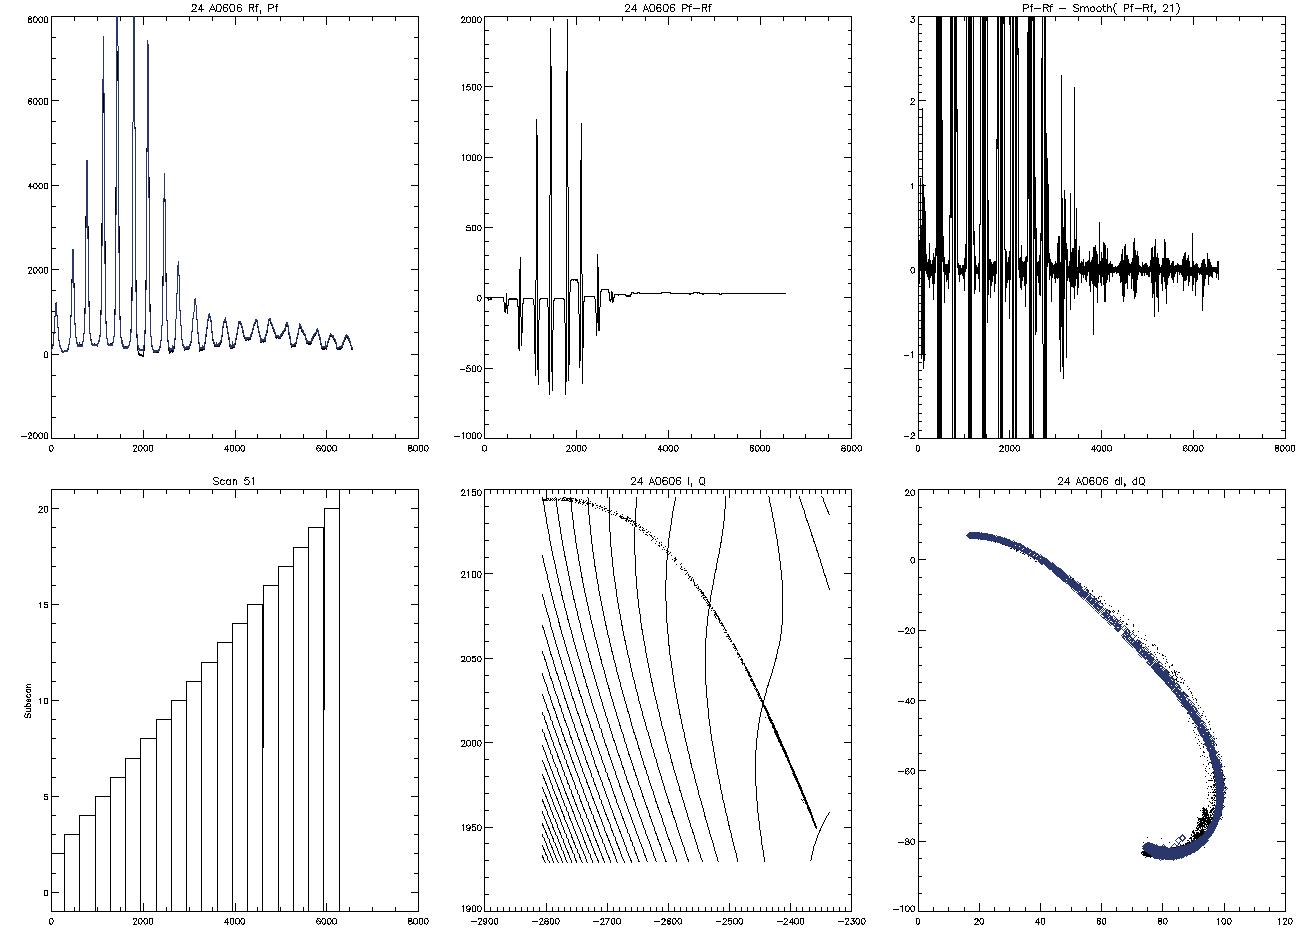 24 A0606 Rf, Pf
8000
6000
4000
2000
0
-2000
0 2000 4000 6000 8000
24 A0606 Pf-Rf
2000
1500
1000
500
0
-500
-1000
0 2000 4000 6000 8000
Pf-Rf - Smooth( Pf-Rf, 21)
3
2
1
0
-1
-2
0 2000 4000 6000 8000
Scan 51
Subscan
20
15
10
5
0
0 2000 4000 6000 8000
24 A0606 I, Q
2150
2100
2050
2000
1950
1900
-2900 -2800 -2700 -2600 -2500 -2400 -2300
24 A0606 dI, dQ
20
0
-20
-40
-60
-80
-100
0 20 40 60 80 100 120